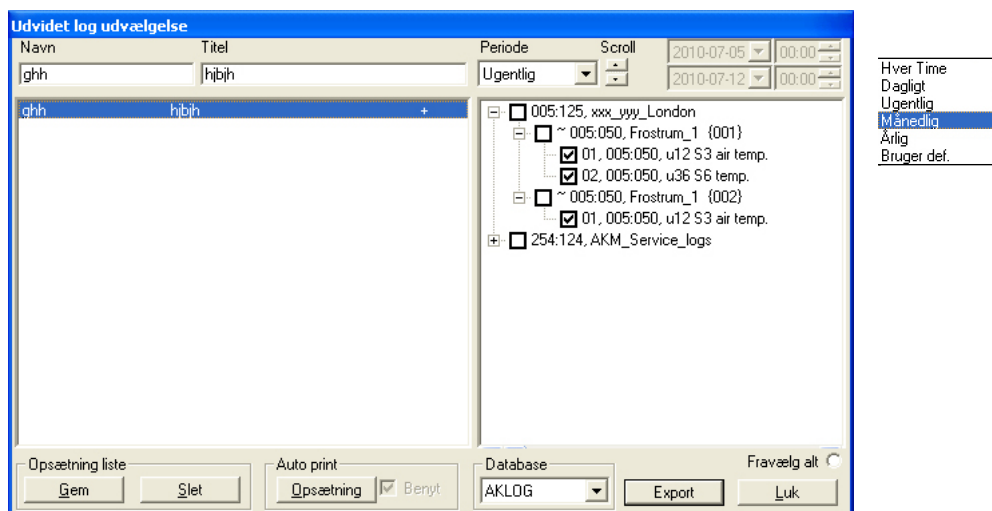 Udvidet log udvælgelse
Navn Titel Periode Scroll 2010-07-05 00:00
ghh hjbjh Ugentlig 2010-07-12 00:00
ghh hjbjh +
005:125, xxx_yyy_London
~ 005:050, Frostrum_1 {001}
01, 005:050, u12 S3 air temp.
02, 005:050, u36 S6 temp.
~ 005:050, Frostrum_1 {002}
01, 005:050, u12 S3 air temp.
254:124, AKM_Service_logs
Hver Time
Dagligt
Ugentlig
Månedlig
Årlig
Bruger def.
Opsætning liste Auto print Database Fravælg alt
Gem Slet Opsætning Benyt AKLOG Export Luk